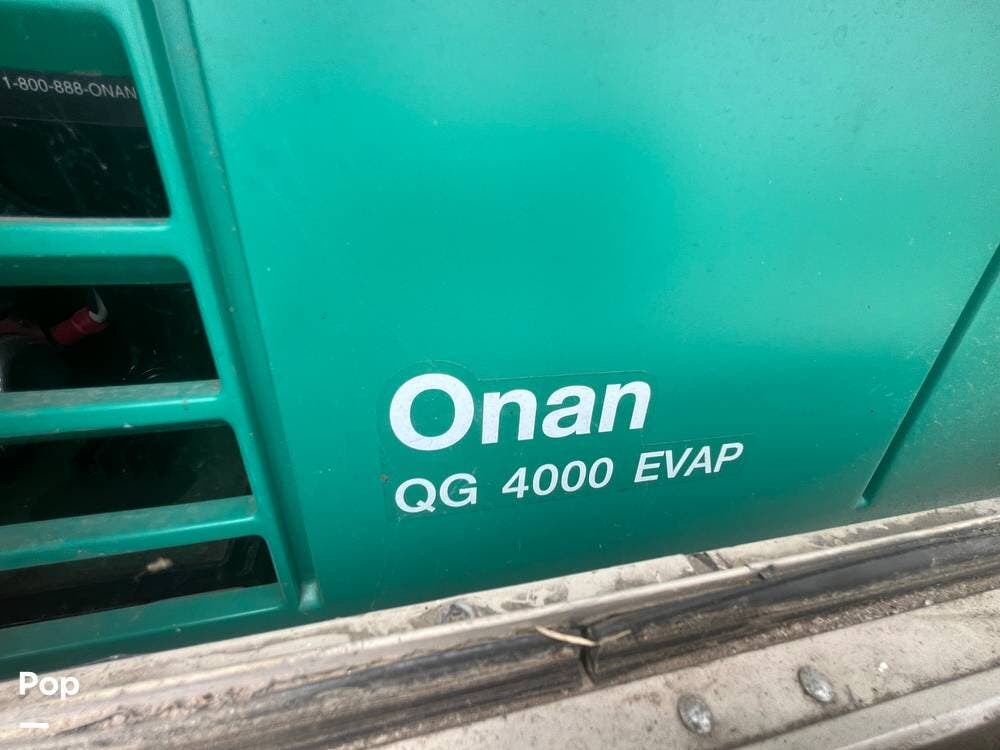 1-800-888-ONAN
Onan
QG 4000 EVAP
Pop